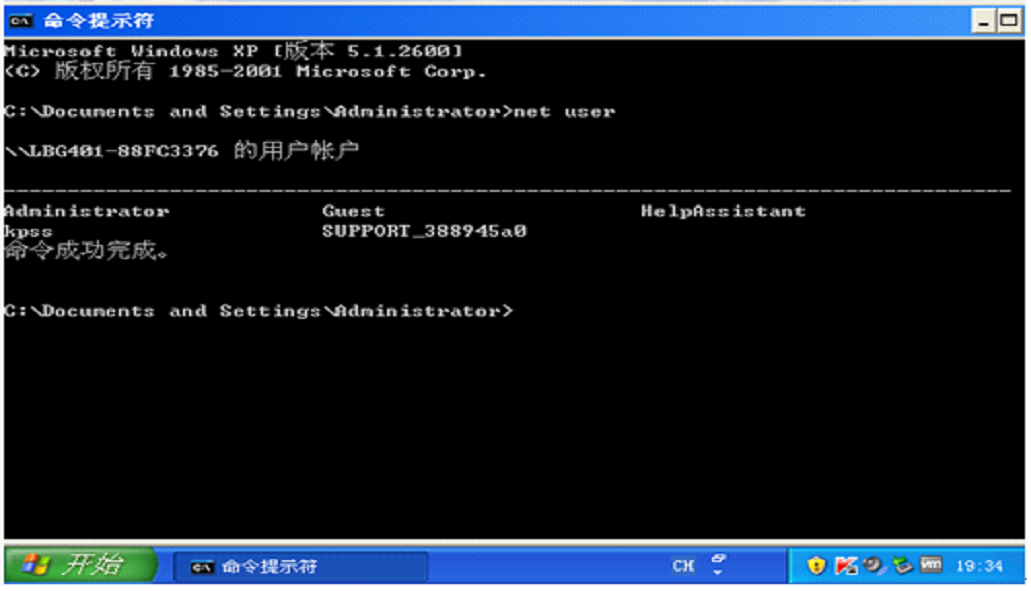 命令提示符
Microsoft Windows XP [版本 5.1.2600]
(C) 版权所有 1985-2001 Microsoft Corp.
C:\Documents and Settings\Administrator>net user
\\LBG401-88FC3376 的用户帐户
-------------------------------------------------------------------------------
Administrator Guest HelpAssistant
kpss SUPPORT_388945a0
命令成功完成。
C:\Documents and Settings\Administrator>
开始 命令提示符 CH 19:34